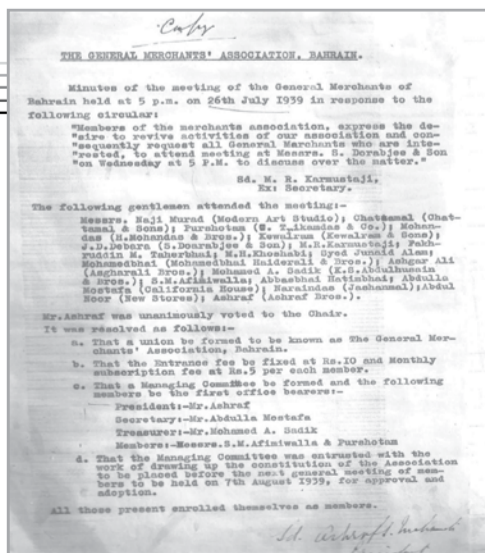 Copy
THE GENERAL MERCHANTS' ASSOCIATION, BAHRAIN.
Minutes of the meeting of the General Merchants of
Bahrain held at 5 p.m. on 26th July 1939 in response to the
following circular:
"Members of the merchants association, express the de-
"sire to revive activities of our association and con-
"sequently request all General Merchants who are inte-
"rested, to attend meeting at Messrs. S. Dorabjee & Son
"on Wednesday at 5 P.M. to discuss over the matter."
Sd. M. R. Karmustaji,
Ex: Secretary.
The following gentlemen attended the meeting:-
Messrs. Naji Murad (Modern Art Studio); Chatamal (Chat-
tamal & Sons); Purshotam (S. Tikamdas & Co.); Mohan-
das (H.Mohandas & Bros.); Kewalram (Kewalram & Sons);
J.D.Debara (S.Doarabjee & Son); M.R.Karmustaji; Fakh-
ruddin M. Taherbhai; M.H.Khoshabi; Syed Junaid Alam;
Mohamedbhai (Mohamedbhai Haiderali & Bros.); Ashgar Ali
(Asgharali Bros.); Mohamed A. Sadik (K.S.Abdulhusain
& Bros.); S.M.Afiniwalla; Abbasbhai Hatimbhai; Abdulla
Mostafa (California House); Naraindas (Jashanmal);Abdul
Noor (New Stores); Ashraf (Ashraf Bros.).
Mr.Ashraf was unanimously voted to the Chair.
It was resolved as follows:-
a. That a union be formed to be known as The General Mer-
chants' Association, Bahrain.
b. That the Entrance fee be fixed at Rs.IO and Monthly
subscription fee at Rs.5 per each member.
c. That a Managing Committee be formed and the following
members be the first office bearers:
President:-Mr.Ashraf
Secretary:-Mr.Abdulla Mostafa
Treasurer:-Mr.Mohamed A. Sadik
Members:-Messrs.S.M.Afiniwalla & Purshotam
d. That the Managing Committee was entrusted with the
work of drawing up the constitution of the Association
to be placed before the next general meeting of mem-
bers to be held on 7th August 1939, for approval and
adoption.
All those present enrolled themselves as members.
Sd. Ashraf